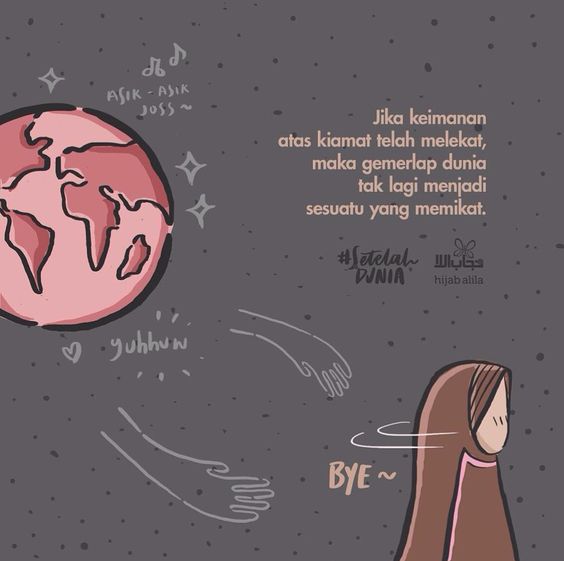 ASIK - ASIK
JOSS ~
Jika keimanan
atas kiamat telah melekat,
maka gemerlap dunia
tak lagi menjadi
sesuatu yang memikat.
#Setelah
DUNIA
حجاب اللا
hijab alila
yuhhuw
BYE ~